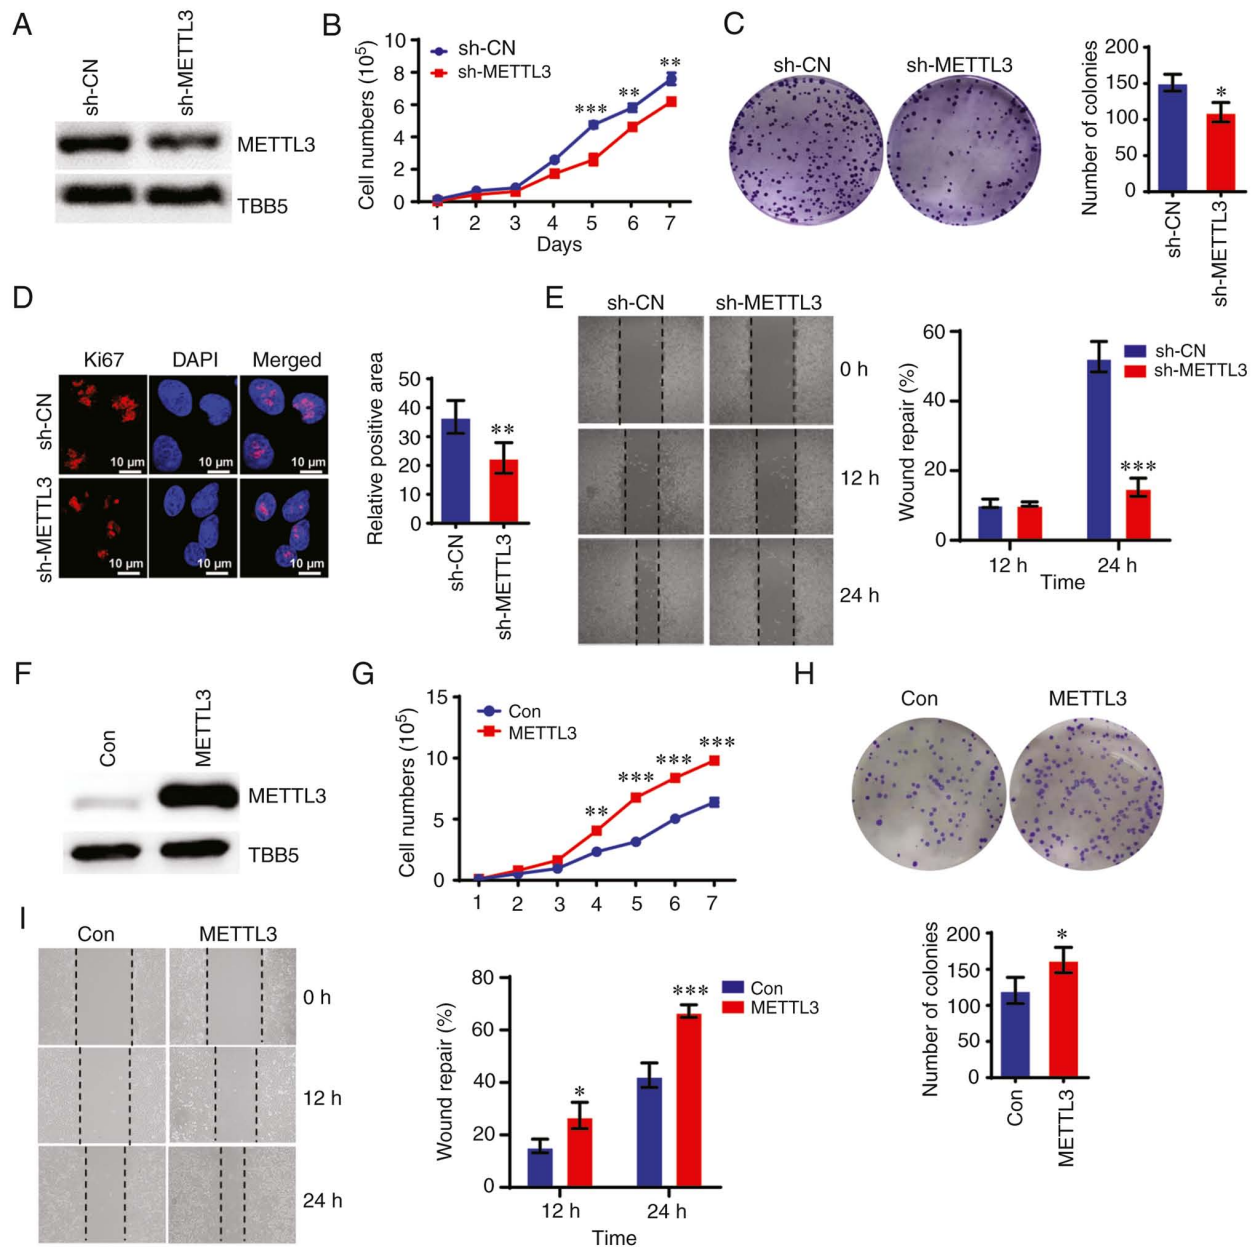 A
sh-CN
sh-METTL3
METTL3
TBB5
B
Cell numbers (10⁵)
10
8
6
4
2
0
sh-CN
sh-METTL3
***
**
**
1 2 3 4 5 6 7
Days
C
sh-CN
sh-METTL3
Number of colonies
200
150
100
50
0
*
sh-CN
sh-METTL3
D
Ki67 DAPI Merged
sh-CN
10 μm 10 μm 10 μm
sh-METTL3
10 μm 10 μm 10 μm
Relative positive area
50
40
30
20
10
0
**
sh-CN
sh-METTL3
E
sh-CN
sh-METTL3
0 h
12 h
24 h
Wound repair (%)
60
40
20
0
sh-CN
sh-METTL3
***
12 h
24 h
Time
F
Con
METTL3
METTL3
TBB5
G
Cell numbers (10⁵)
15
10
5
0
Con
METTL3
**
***
***
***
1 2 3 4 5 6 7
H
Con
METTL3
Number of colonies
200
150
100
50
0
*
Con
METTL3
I
Con
METTL3
0 h
12 h
24 h
Wound repair (%)
80
60
40
20
0
Con
METTL3
*
***
12 h
24 h
Time